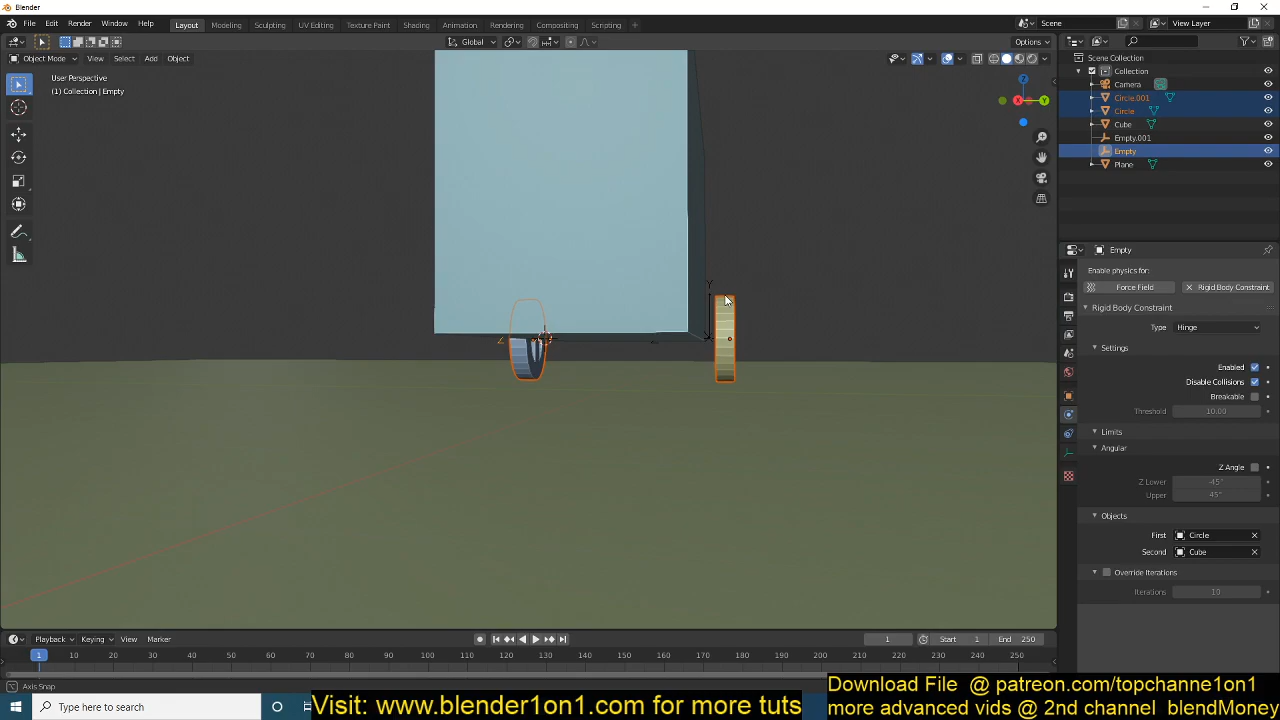 Blender
File Edit Render Window Help
Layout Modeling Sculpting UV Editing Texture Paint Shading Animation Rendering Compositing Scripting +
Scene View Layer
Global Options
Object Mode View Select Add Object
User Perspective
(1) Collection | Empty
Z
X
Y
Scene Collection
Collection
Camera
Circle.001
Circle
Cube
Empty.001
Empty
Plane
Empty
Enable physics for:
Force Field Rigid Body Constraint
Rigid Body Constraint
Type Hinge
Settings
Enabled
Disable Collisions
Breakable
Threshold 10.00
Limits
Angular
Z Angle
Z Lower -45°
Upper 45°
Objects
First Circle
Second Cube
Override Iterations
Iterations 10
Playback Keying View Marker 1 Start 1 End 250
1 10 20 30 40 50 60 70 80 90 100 110 120 130 140 150 160 170 180 190 200 210 220 230 240 250
Axis Snap
Type here to search
Visit: www.blender1on1.com for more tuts
Download File @ patreon.com/topchanne1on1
more advanced vids @ 2nd channel blendMoney